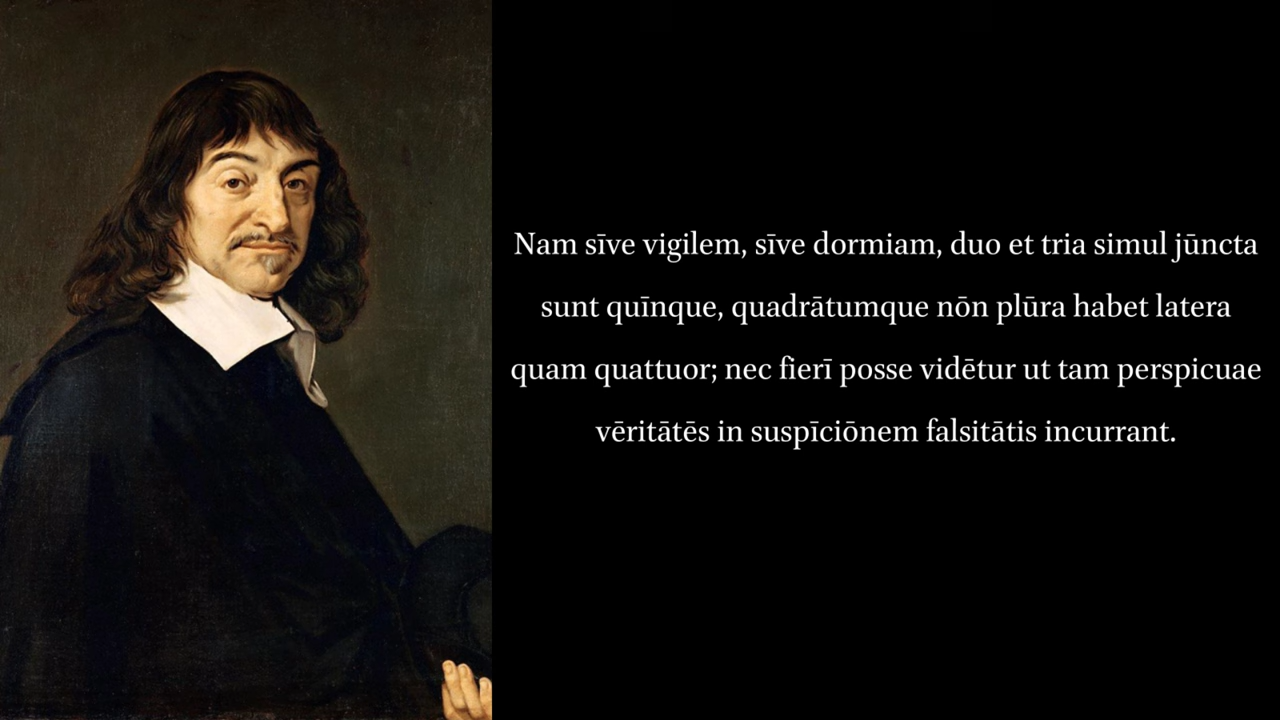 Nam sīve vigilem, sīve dormiam, duo et tria simul jūncta
sunt quīnque, quadrātumque nōn plūra habet latera
quam quattuor; nec fierī posse vidētur ut tam perspicuae
vēritātēs in suspīciōnem falsitātis incurrant.